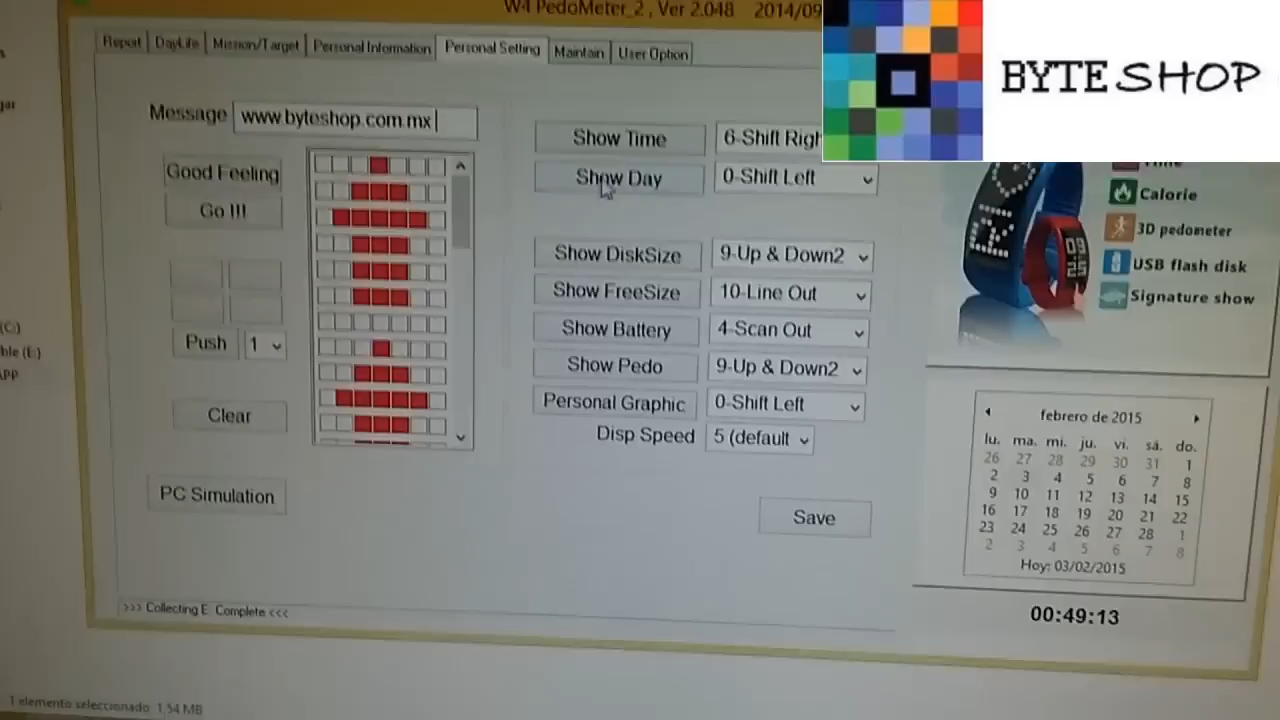 W4 PedoMeter_2 , Ver 2.048 2014/09
BYTE SHOP
Report DayLife Mission/Target Personal Information Personal Setting Maintain User Option
Message www.byteshop.com.mx
Good Feeling
Go !!!
Push 1
Clear
PC Simulation
Show Time 6-Shift Righ
Show Day 0-Shift Left
Show DiskSize 9-Up & Down2
Show FreeSize 10-Line Out
Show Battery 4-Scan Out
Show Pedo 9-Up & Down2
Personal Graphic 0-Shift Left
Disp Speed 5 (default
Save
>>> Collecting E Complete <<<
Calorie
3D pedometer
USB flash disk
Signature show
febrero de 2015
lu. ma. mi. ju. vi. sá. do.
26 27 28 29 30 31 1
2 3 4 5 6 7 8
9 10 11 12 13 14 15
16 17 18 19 20 21 22
23 24 25 26 27 28 1
2 3 4 5 6 7 8
Hoy: 03/02/2015
00:49:13
(C:)
ble (E:)
APP
1 elemento seleccionado 1,54 MB